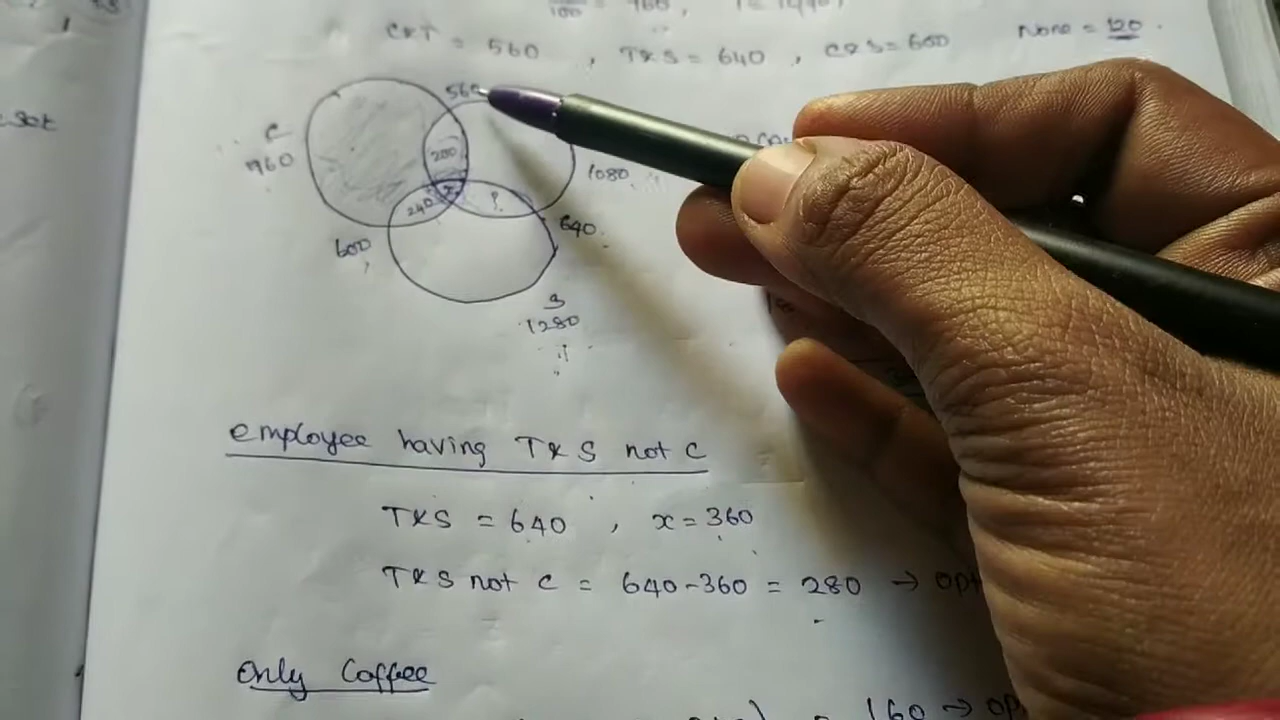 C&T = 560 , T&S = 640 , C&S = 600 None = 120
C
960
560
200
1080
x
240
?
640
600
S
1280
employee having T&S not C
T&S = 640 , x = 360
T&S not C = 640-360 = 280 →
Only Coffee
= 160 →